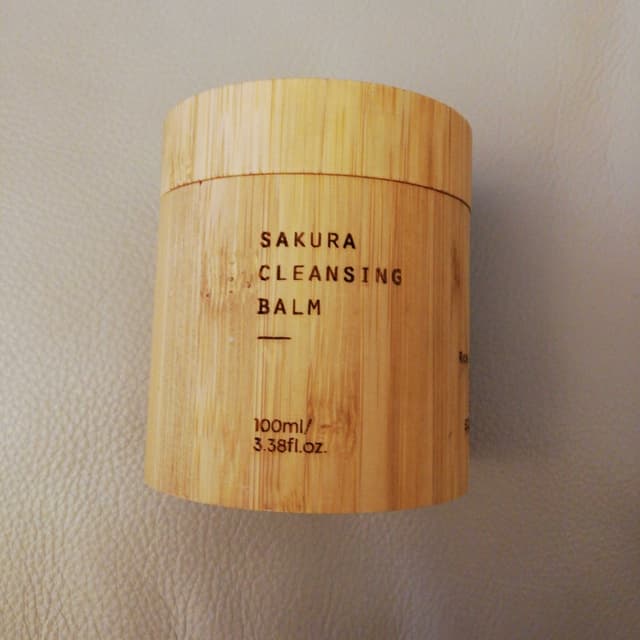 SAKURA
CLEANSING
BALM
100ml/
3.38fl.oz.